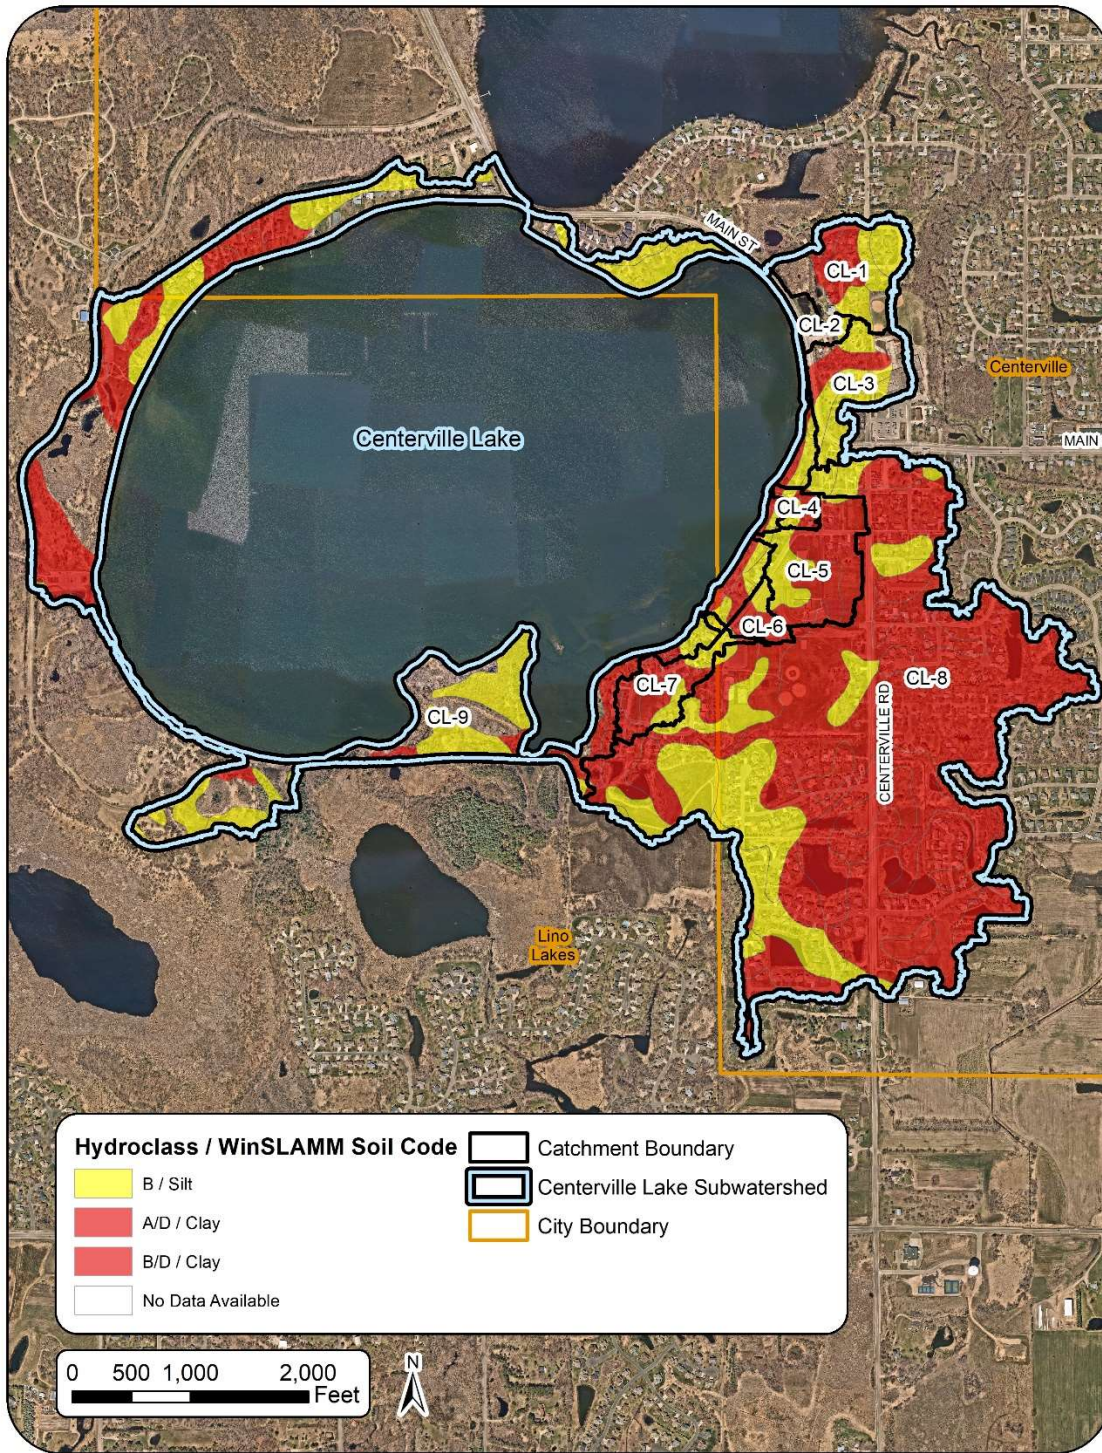 MAIN ST
CL-1
CL-2
Centerville
CL-3
MAIN
Centerville Lake
CL-4
CL-5
CL-6
CL-7
CL-8
CL-9
CENTERVILLE RD
Lino
Lakes
Hydroclass / WinSLAMM Soil Code
B / Silt
A/D / Clay
B/D / Clay
No Data Available
Catchment Boundary
Centerville Lake Subwatershed
City Boundary
0 500 1,000 2,000
Feet
N